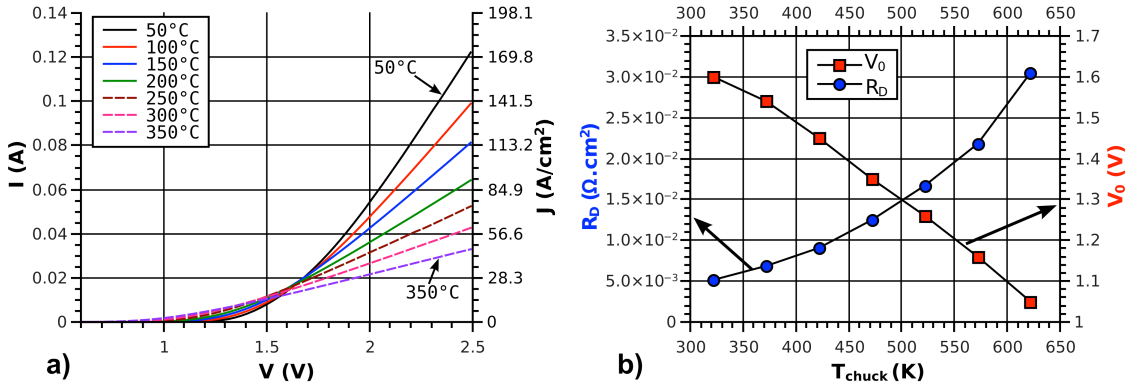 0.14
0.12
0.1
0.08
0.06
0.04
0.02
0
I (A)
50°C
100°C
150°C
200°C
250°C
300°C
350°C
50°C
350°C
1
1.5
2
2.5
V (V)
a)
198.1
169.8
141.5
113.2
84.9
56.6
28.3
0
J (A/cm²)
300 350 400 450 500 550 600 650
3.5×10⁻²
3.0×10⁻²
2.5×10⁻²
2.0×10⁻²
1.5×10⁻²
1.0×10⁻²
5.0×10⁻³
0
R_D (Ω.cm²)
V₀
R_D
1.7
1.6
1.5
1.4
1.3
1.2
1.1
1
V₀ (V)
300 350 400 450 500 550 600 650
T_chuck (K)
b)